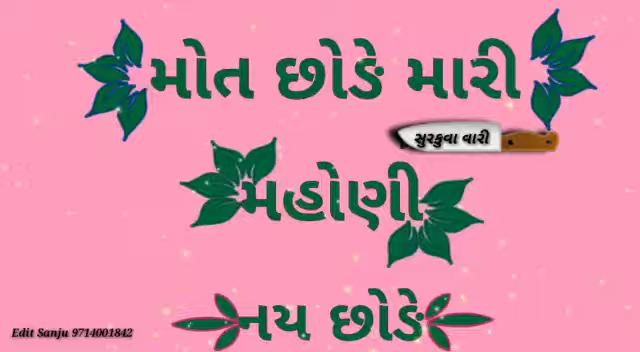 મોત છોડે મારી
સુરકુવા વારી
મહોણી
નય છોડે
Edit Sanju 9714001842